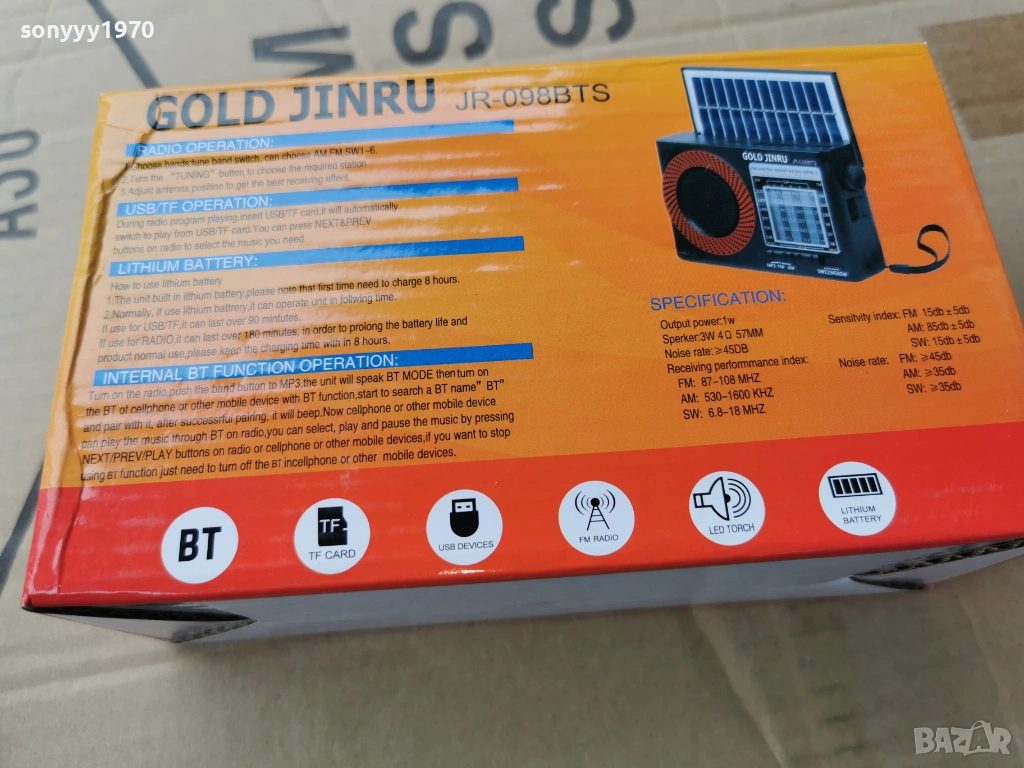 sonyyy1970
GOLD JINRU JR-098BTS
RADIO OPERATION:
1.Choose bands:tune band switch, can choose AM.FM.SW1-6.
2.Turn the “TUNING” button to choose the required station
3.Adjust antenna position to get the best receiving effect.
USB/TF OPERATION:
During radio program playing,insert USB/TF card,it will automatically
switch to play from USB/TF card.You can press NEXT&PREV
buttons on radio to select the music you need.
LITHIUM BATTERY:
How to use lithium battery
1.The unit built in lithium battery,please note that first time need to charge 8 hours.
2.Normally, if use lithium battrery,it can operate unit in follwing time.
If use for USB/TF,it can last over 90 mintutes.
If use for RADIO,it can last over 180 minutes, in order to prolong the battery life and
product normal use,please keep the charging time with in 8 hours.
INTERNAL BT FUNCTION OPERATION:
Turn on the radio,push the band button to MP3,the unit will speak BT MODE then turn on
the BT of cellphone or other mobile device with BT function,start to search a BT name” BT”
and pair with it, after successrful pairing, it will beep.Now cellphone or other mobile device
can play the music through BT on radio,you can select, play and pause the music by pressing
NEXT/PREV/PLAY buttons on radio or cellphone or other mobile devices,if you want to stop
using BT function just need to turn off the BT incellphone or other mobile devices.
GOLD JINRU
SPECIFICATION:
Output power:1w
Sperker:3W 4Ω 57MM
Noise rate:≥45DB
Receiving performmance index:
FM: 87-108 MHZ
AM: 530-1600 KHZ
SW: 6.8-18 MHZ
Sensitvity index: FM 15db±5db
AM: 85db±5db
SW: 15db±5db
Noise rate: FM: ≥45db
AM: ≥35db
SW: ≥35db
BT
TF
TF CARD
USB DEVICES
FM RADIO
LED TORCH
LITHIUM
BATTERY
BAZAR